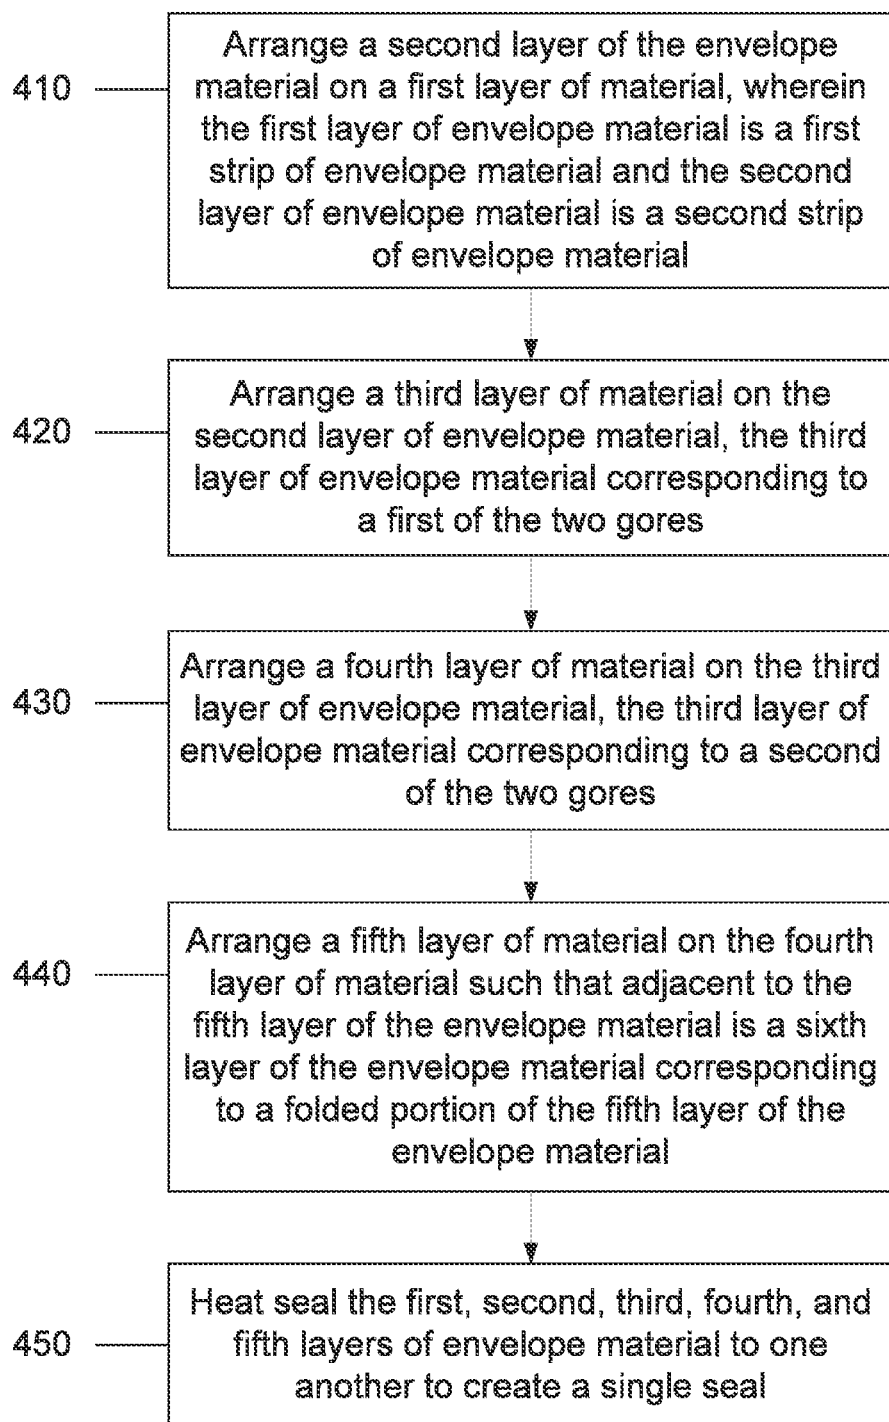 410
Arrange a second layer of the envelope
material on a first layer of material, wherein
the first layer of envelope material is a first
strip of envelope material and the second
layer of envelope material is a second strip
of envelope material
420
Arrange a third layer of material on the
second layer of envelope material, the third
layer of envelope material corresponding to
a first of the two gores
430
Arrange a fourth layer of material on the third
layer of envelope material, the third layer of
envelope material corresponding to a second
of the two gores
440
Arrange a fifth layer of material on the fourth
layer of material such that adjacent to the
fifth layer of the envelope material is a sixth
layer of the envelope material corresponding
to a folded portion of the fifth layer of the
envelope material
450
Heat seal the first, second, third, fourth, and
fifth layers of envelope material to one
another to create a single seal